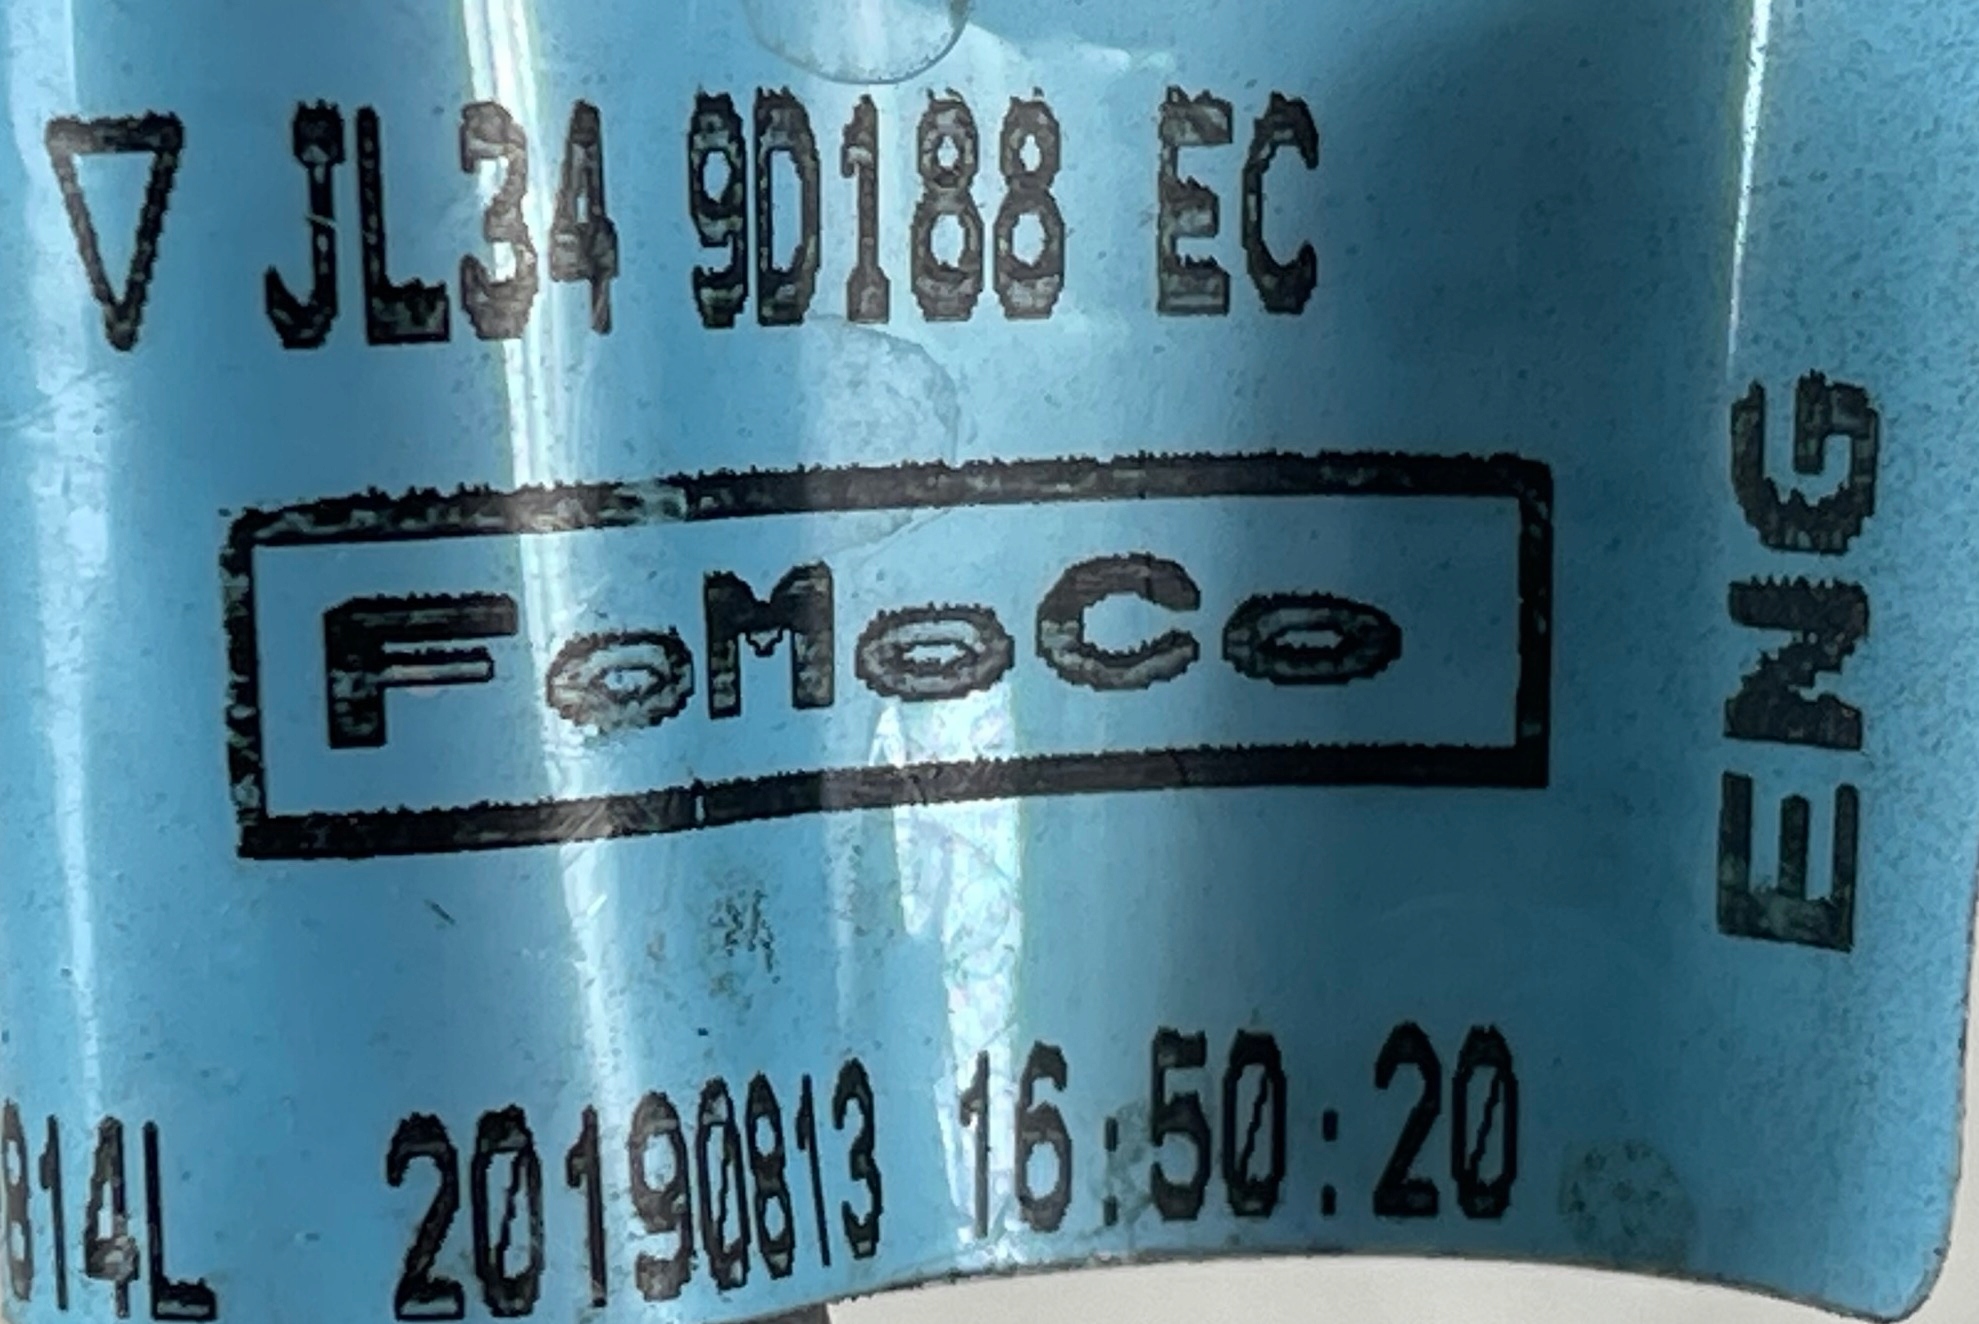 ▽ JL34 9D188 EC
FoMoCo
ENG
814L 20190813 16:50:20